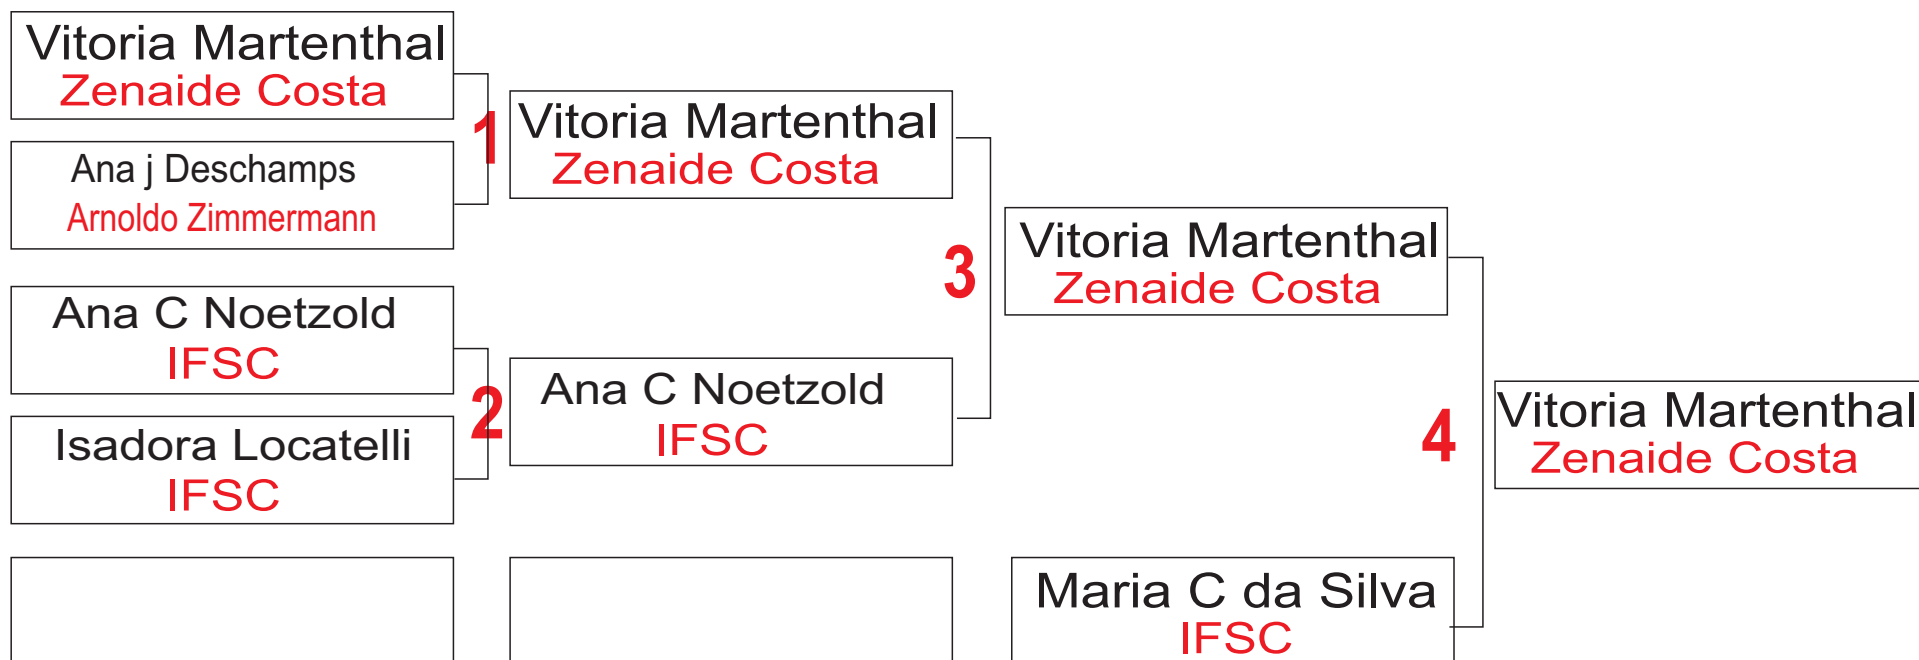 Vitoria Martenthal
Zenaide Costa
Ana j Deschamps
Arnoldo Zimmermann
1
Vitoria Martenthal
Zenaide Costa
Ana C Noetzold
IFSC
Isadora Locatelli
IFSC
2
Ana C Noetzold
IFSC
3
Vitoria Martenthal
Zenaide Costa
Maria C da Silva
IFSC
4
Vitoria Martenthal
Zenaide Costa